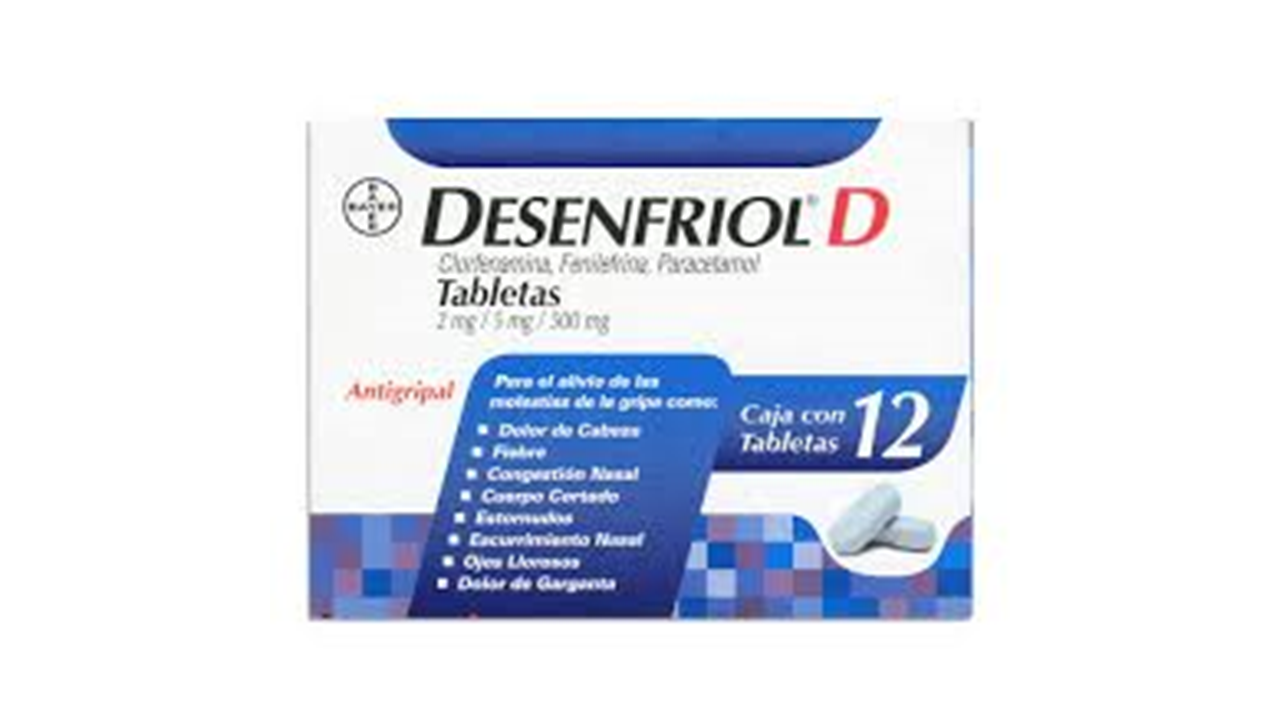 BAYER
BAYER
DESENFRIOL® D
Clorfenamina, Fenilefrina, Paracetamol
Tabletas
2 mg / 5 mg / 500 mg
Antigripal
Para el alivio de las
molestias de la gripa como:
Dolor de Cabeza
Fiebre
Congestión Nasal
Cuerpo Cortado
Estornudos
Escurrimiento Nasal
Ojos Llorosos
Dolor de Garganta
Caja con 12
Tabletas